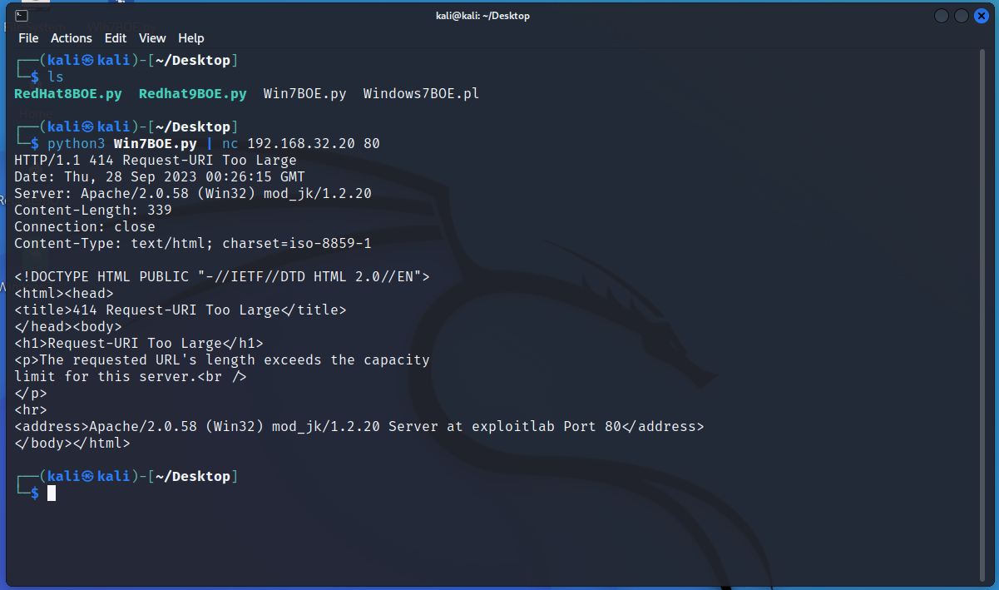 kali@kali: ~/Desktop
File Actions Edit View Help
┌──(kali㉿kali)-[~/Desktop]
└─$ ls
RedHat8BOE.py Redhat9BOE.py Win7BOE.py Windows7BOE.pl
┌──(kali㉿kali)-[~/Desktop]
└─$ python3 Win7BOE.py | nc 192.168.32.20 80
HTTP/1.1 414 Request-URI Too Large
Date: Thu, 28 Sep 2023 00:26:15 GMT
Server: Apache/2.0.58 (Win32) mod_jk/1.2.20
Content-Length: 339
Connection: close
Content-Type: text/html; charset=iso-8859-1
<!DOCTYPE HTML PUBLIC "-//IETF//DTD HTML 2.0//EN">
<html><head>
<title>414 Request-URI Too Large</title>
</head><body>
<h1>Request-URI Too Large</h1>
<p>The requested URL's length exceeds the capacity
limit for this server.<br />
</p>
<hr>
<address>Apache/2.0.58 (Win32) mod_jk/1.2.20 Server at exploitlab Port 80</address>
</body></html>
┌──(kali㉿kali)-[~/Desktop]
└─$